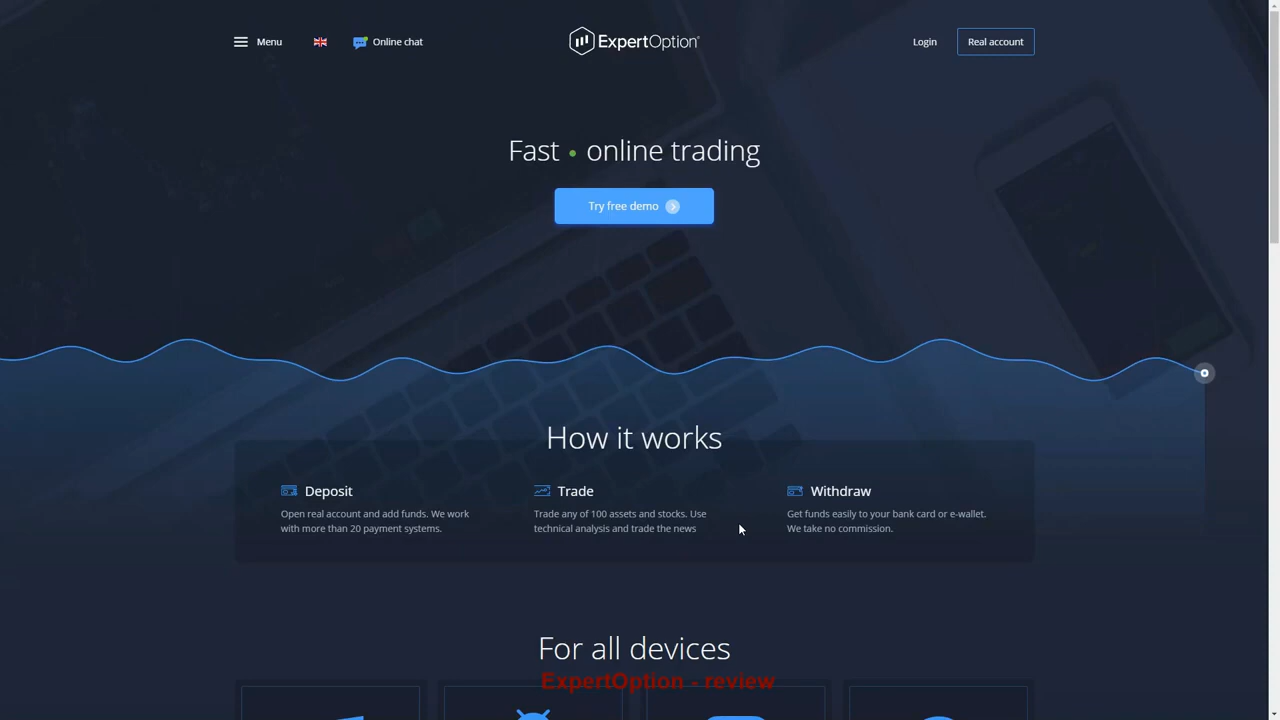 Menu
Online chat
ExpertOption
Login
Real account
Fast • online trading
Try free demo
How it works
Deposit
Open real account and add funds. We work
with more than 20 payment systems.
Trade
Trade any of 100 assets and stocks. Use
technical analysis and trade the news
Withdraw
Get funds easily to your bank card or e-wallet.
We take no commission.
For all devices
ExpertOption - review